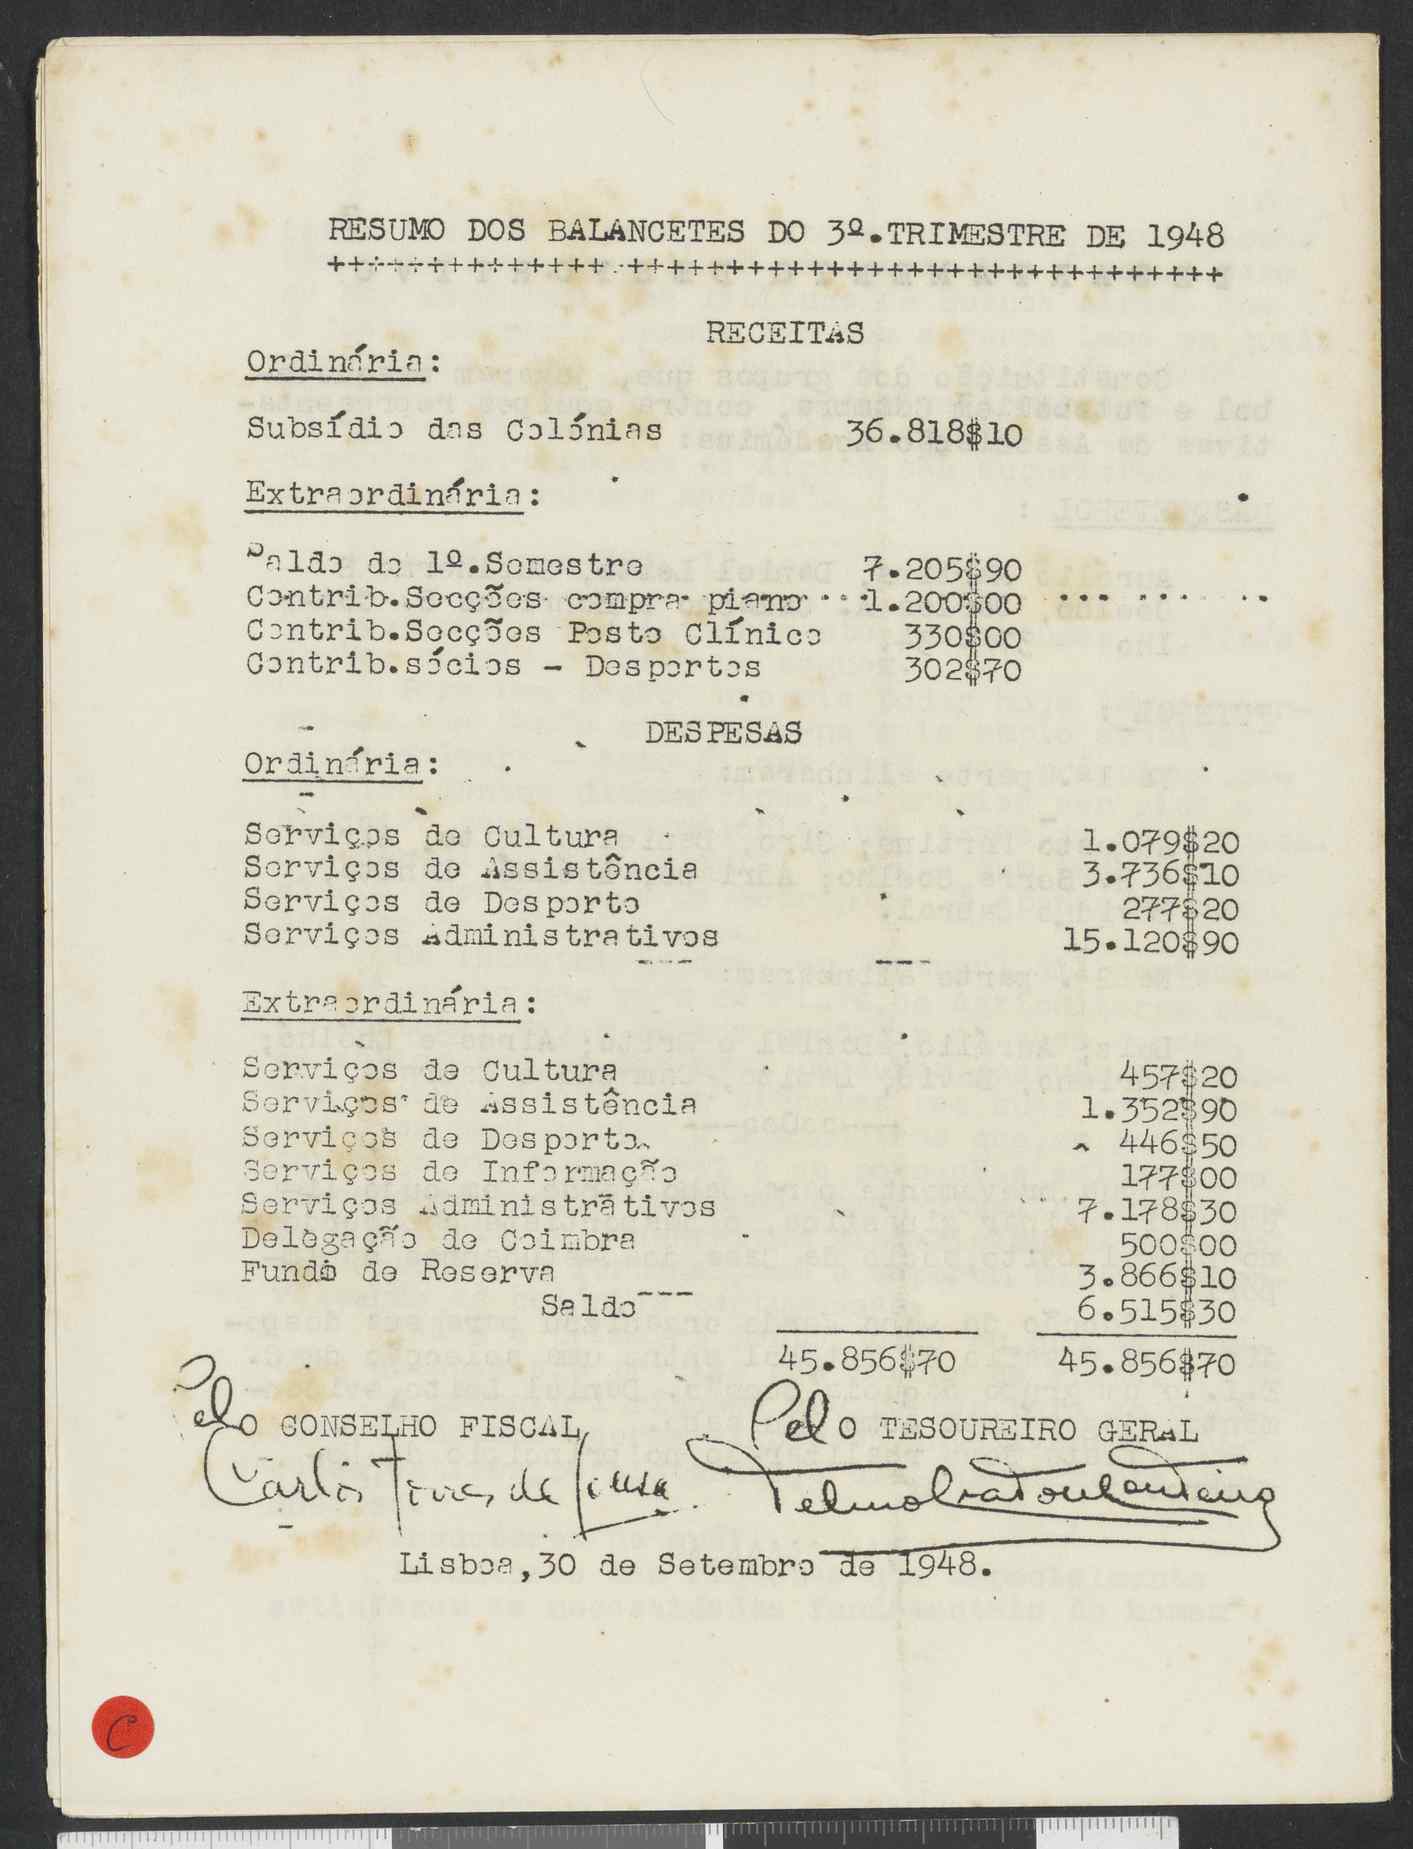 RESUMO DOS BALANCETES DO 3º.TRIMESTRE DE 1948
++++++++++++++ ++++++++++++++++++++++++++++++
RECEITAS
Ordinária:
Subsídio das Colónias 36.818$10
Extraordinária:
Saldo do 1º.Semestre 7.205$90
Contrib.Secções compra piano 1.200$00
Contrib.Secções Posto Clínico 330$00
Contrib.sócios - Desportos 302$70
DESPESAS
Ordinária:
Serviços de Cultura 1.079$20
Serviços de Assistência 3.736$10
Serviços de Desporto 277$20
Serviços Administrativos 15.120$90
--- ---
Extraordinária:
Serviços de Cultura 457$20
Serviços de Assistência 1.352$90
Serviços de Desporto 446$50
Serviços de Informação 177$00
Serviços Administrativos 7.178$30
Delegação de Coimbra 500$00
Fundo de Reserva 3.866$10
Saldo--- 6.515$30
45.856$70 45.856$70
Pelo CONSELHO FISCAL Pelo TESOUREIRO GERAL
Carlos de
Lisboa,30 de Setembro de 1948.
C